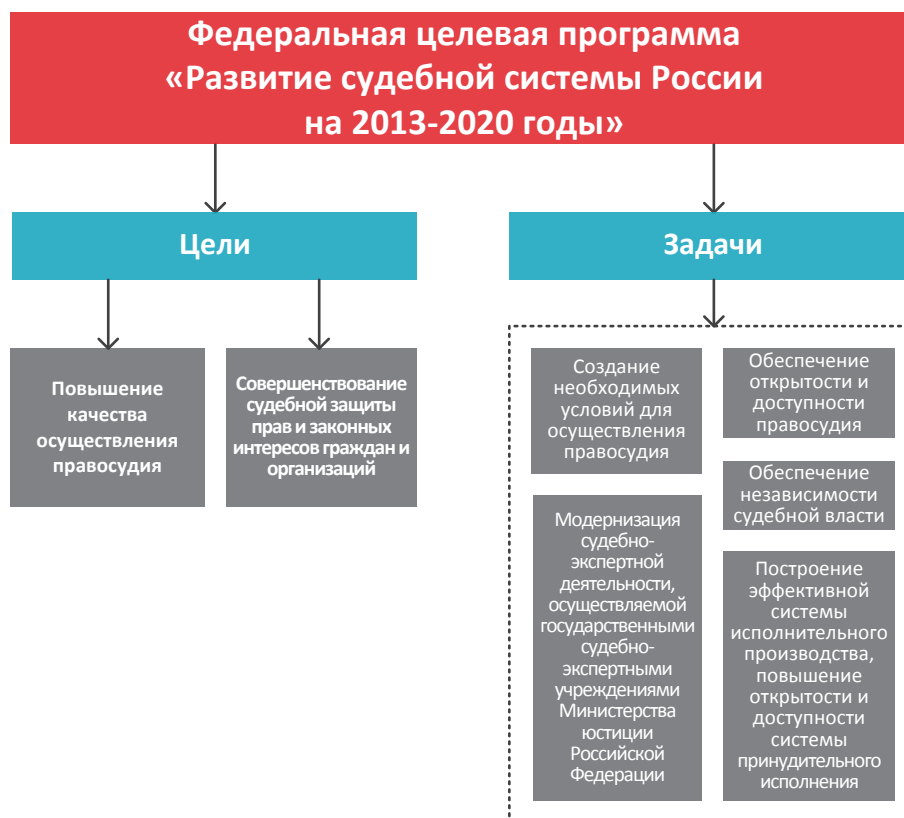 Федеральная целевая программа
«Развитие судебной системы России
на 2013-2020 годы»
Цели
Задачи
Повышение
качества
осуществления
правосудия
Совершенствование
судебной защиты
прав и законных
интересов граждан и
организаций
Создание
необходимых
условий для
осуществления
правосудия
Обеспечение
открытости и
доступности
правосудия
Обеспечение
независимости
судебной власти
Модернизация
судебно-
экспертной
деятельности,
осуществляемой
государственными
судебно-
экспертными
учреждениями
Министерства
юстиции
Российской
Федерации
Построение
эффективной
системы
исполнительного
производства,
повышение
открытости и
доступности
системы
принудительного
исполнения